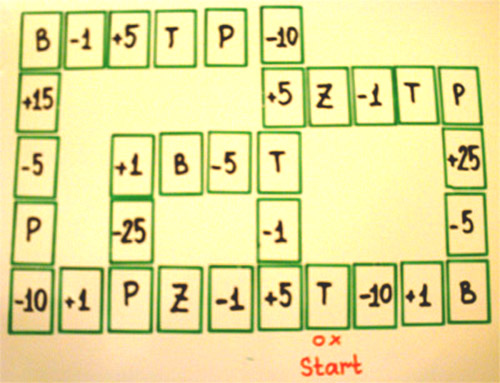 B -1 +5 T P -10
+15 +5 Z -1 T P
-5 +1 B -5 T +25
P -25 -1 -5
-10 +1 P Z -1 +5 T -10 +1 B
ox
Start